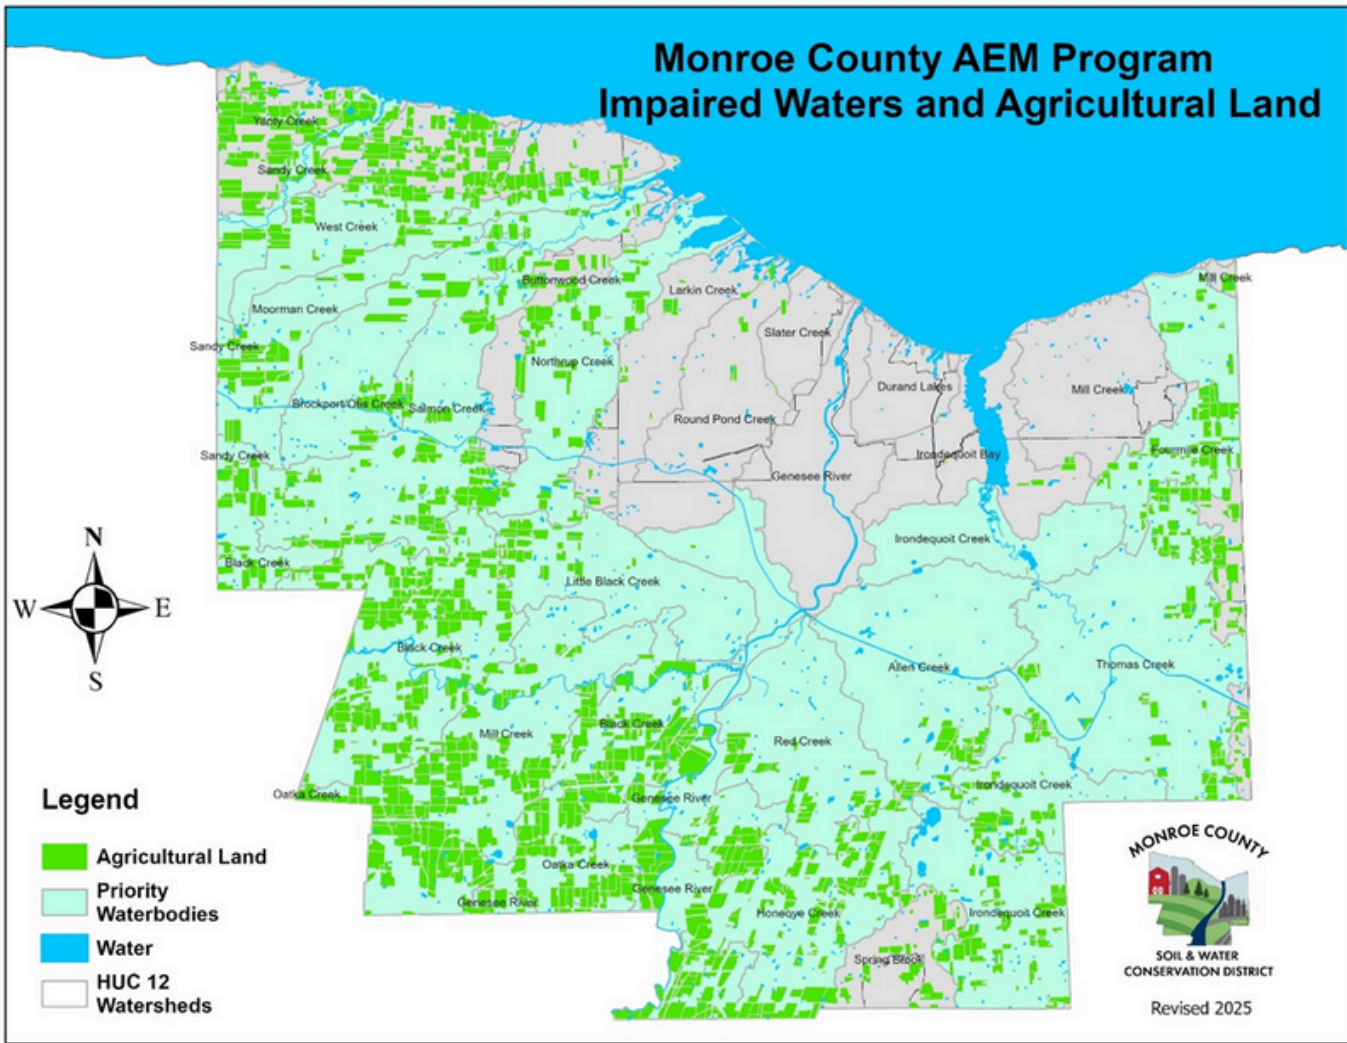 Monroe County AEM Program
Impaired Waters and Agricultural Land
Yanty Creek
Sandy Creek
West Creek
Buttonwood Creek
Larkin Creek
Mill Creek
Moorman Creek
Slater Creek
Sandy Creek
Northrup Creek
Durand Lakes
Mill Creek
Brockport/Otis Creek
Salmon Creek
Round Pond Creek
Sandy Creek
Irondequoit Bay
Fourmile Creek
Genesee River
Irondequoit Creek
Black Creek
Little Black Creek
Black Creek
Allen Creek
Thomas Creek
Black Creek
Mill Creek
Red Creek
Oatka Creek
Genesee River
Irondequoit Creek
Oatka Creek
Genesee River
Genesee River
Honeoye Creek
Irondequoit Creek
Spring Brook
N
W
E
S
Legend
Agricultural Land
Priority
Waterbodies
Water
HUC 12
Watersheds
MONROE COUNTY
SOIL & WATER
CONSERVATION DISTRICT
Revised 2025